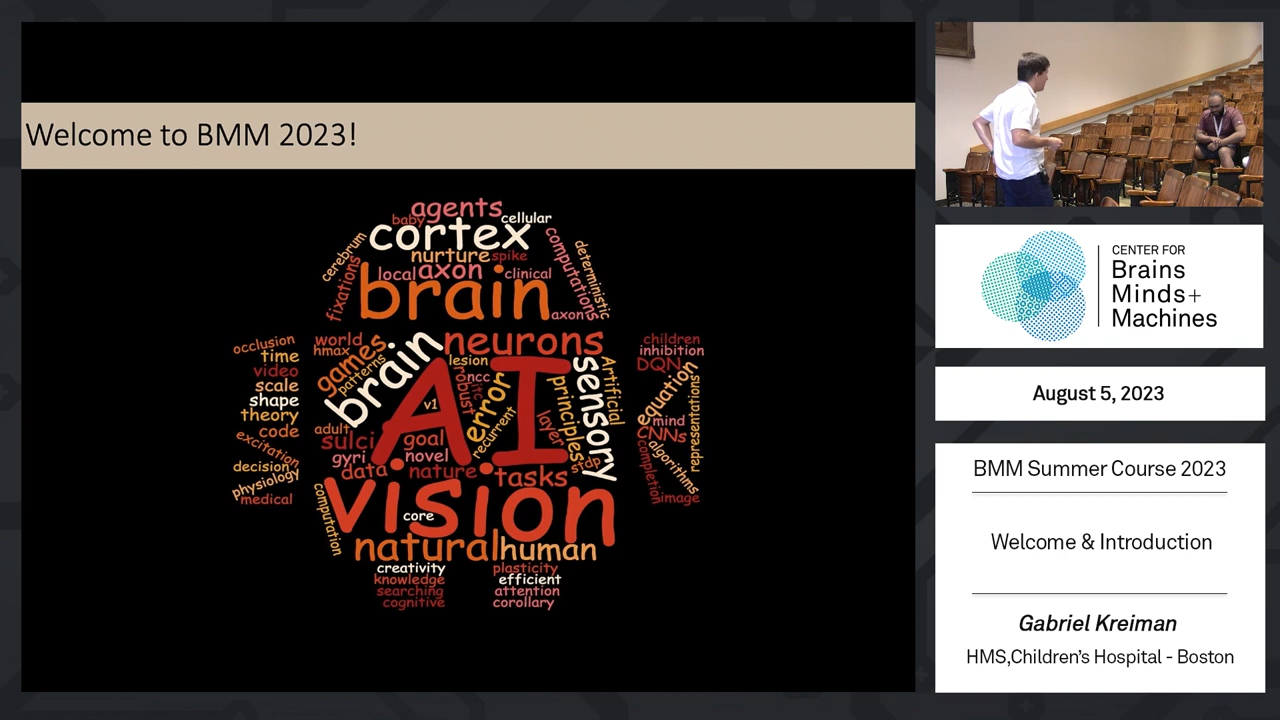 Welcome to BMM 2023!
agents
baby
cellular
cortex
cerebrum
nurture
spike
computations
deterministic
fixations
local
axon
clinical
brain
axons
occlusion
time
video
scale
shape
theory
code
excitation
decision
physiology
medical
world
hmax
games
patterns
brain
neurons
lesion
ncc
itc
robust
error
recurrent
v1
AI
layer
principles
sensory
Artificial
adult
sulci
goal
gyri
novel
data
nature
tasks
stdp
computation
vision
core
natural
human
creativity
knowledge
searching
cognitive
plasticity
efficient
attention
corollary
children
inhibition
DQN
equation
representations
mind
CNNs
algorithms
completion
image
CENTER FOR
Brains
Minds+
Machines
August 5, 2023
BMM Summer Course 2023
Welcome & Introduction
Gabriel Kreiman
HMS,Children's Hospital - Boston